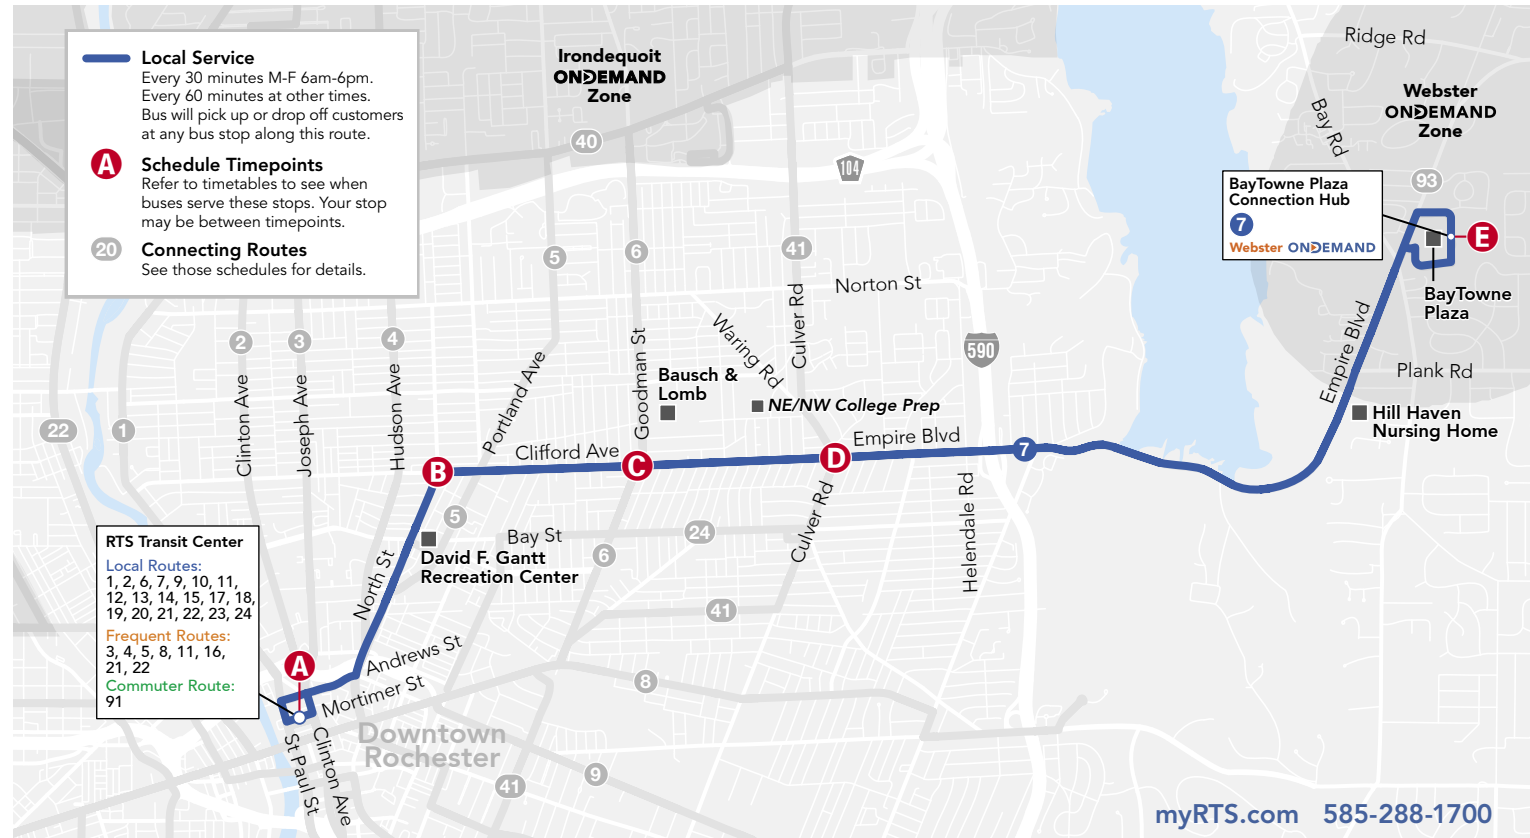 Local Service
Every 30 minutes M-F 6am-6pm.
Every 60 minutes at other times.
Bus will pick up or drop off customers
at any bus stop along this route.
A
Schedule Timepoints
Refer to timetables to see when
buses serve these stops. Your stop
may be between timepoints.
20
Connecting Routes
See those schedules for details.
Irondequoit
ONDEMAND
Zone
40
104
Ridge Rd
Bay Rd
Webster
ONDEMAND
Zone
93
BayTowne Plaza
Connection Hub
7
Webster ONDEMAND
E
BayTowne
Plaza
5
6
41
Norton St
2
3
4
Clinton Ave
Joseph Ave
Hudson Ave
Portland Ave
Goodman St
Waring Rd
Culver Rd
590
Empire Blvd
Plank Rd
Bausch &
Lomb
NE/NW College Prep
Hill Haven
Nursing Home
22
1
B
Clifford Ave
C
D
Empire Blvd
7
5
Bay St
24
6
Culver Rd
Helendale Rd
David F. Gantt
Recreation Center
North St
41
RTS Transit Center
Local Routes:
1, 2, 6, 7, 9, 10, 11,
12, 13, 14, 15, 17, 18,
19, 20, 21, 22, 23, 24
Frequent Routes:
3, 4, 5, 8, 11, 16,
21, 22
Commuter Route:
91
A
Andrews St
Mortimer St
8
Downtown
Rochester
St Paul St
Clinton Ave
9
41
myRTS.com 585-288-1700